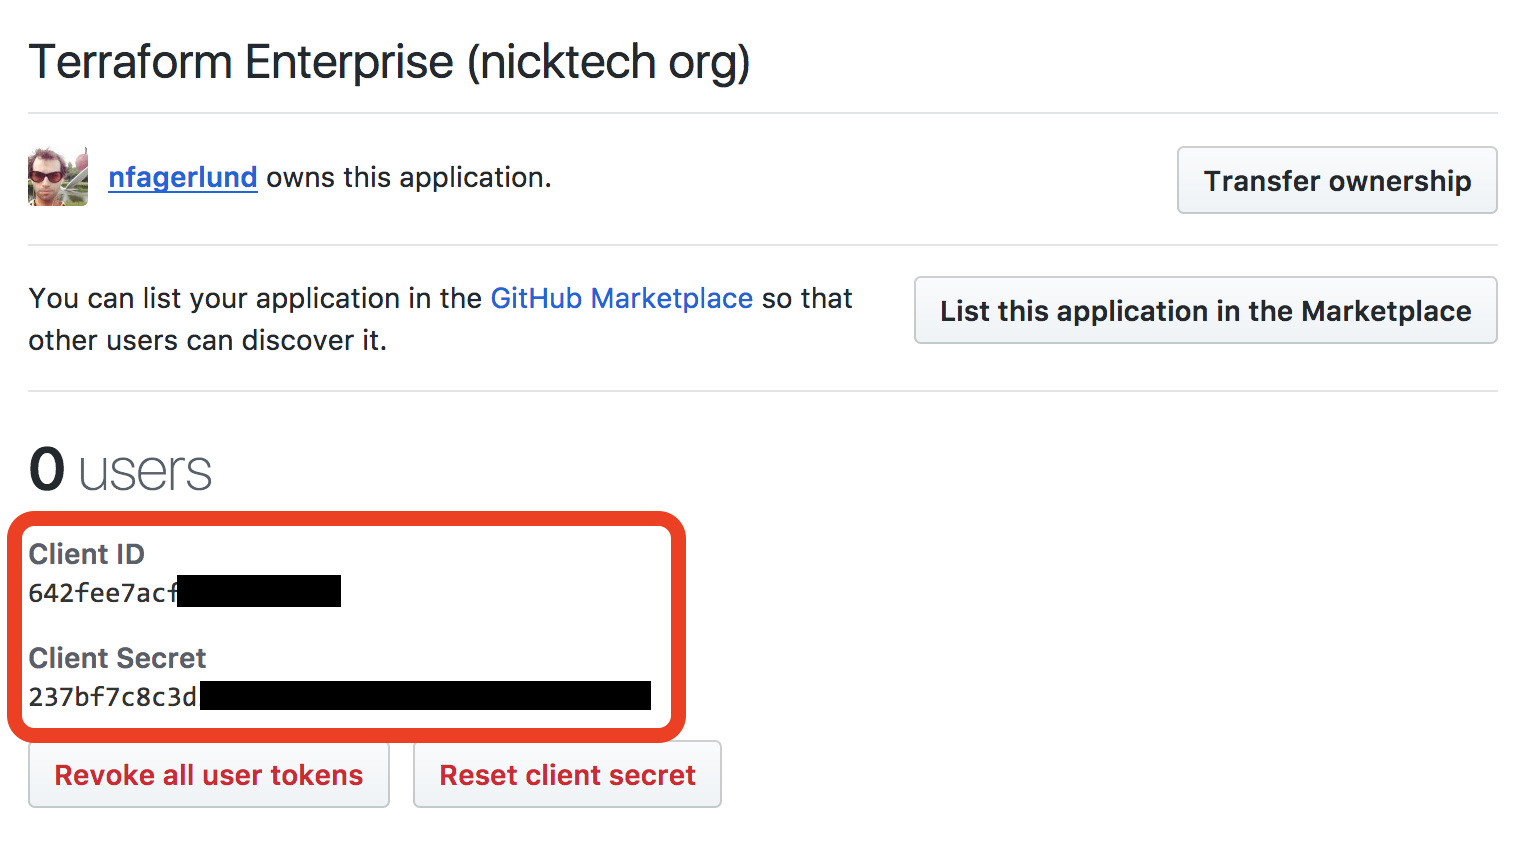 Terraform Enterprise (nicktech org)
nfagerlund owns this application.
Transfer ownership
You can list your application in the GitHub Marketplace so that
other users can discover it.
List this application in the Marketplace
0 users
Client ID
642fee7acf
Client Secret
237bf7c8c3d
Revoke all user tokens
Reset client secret